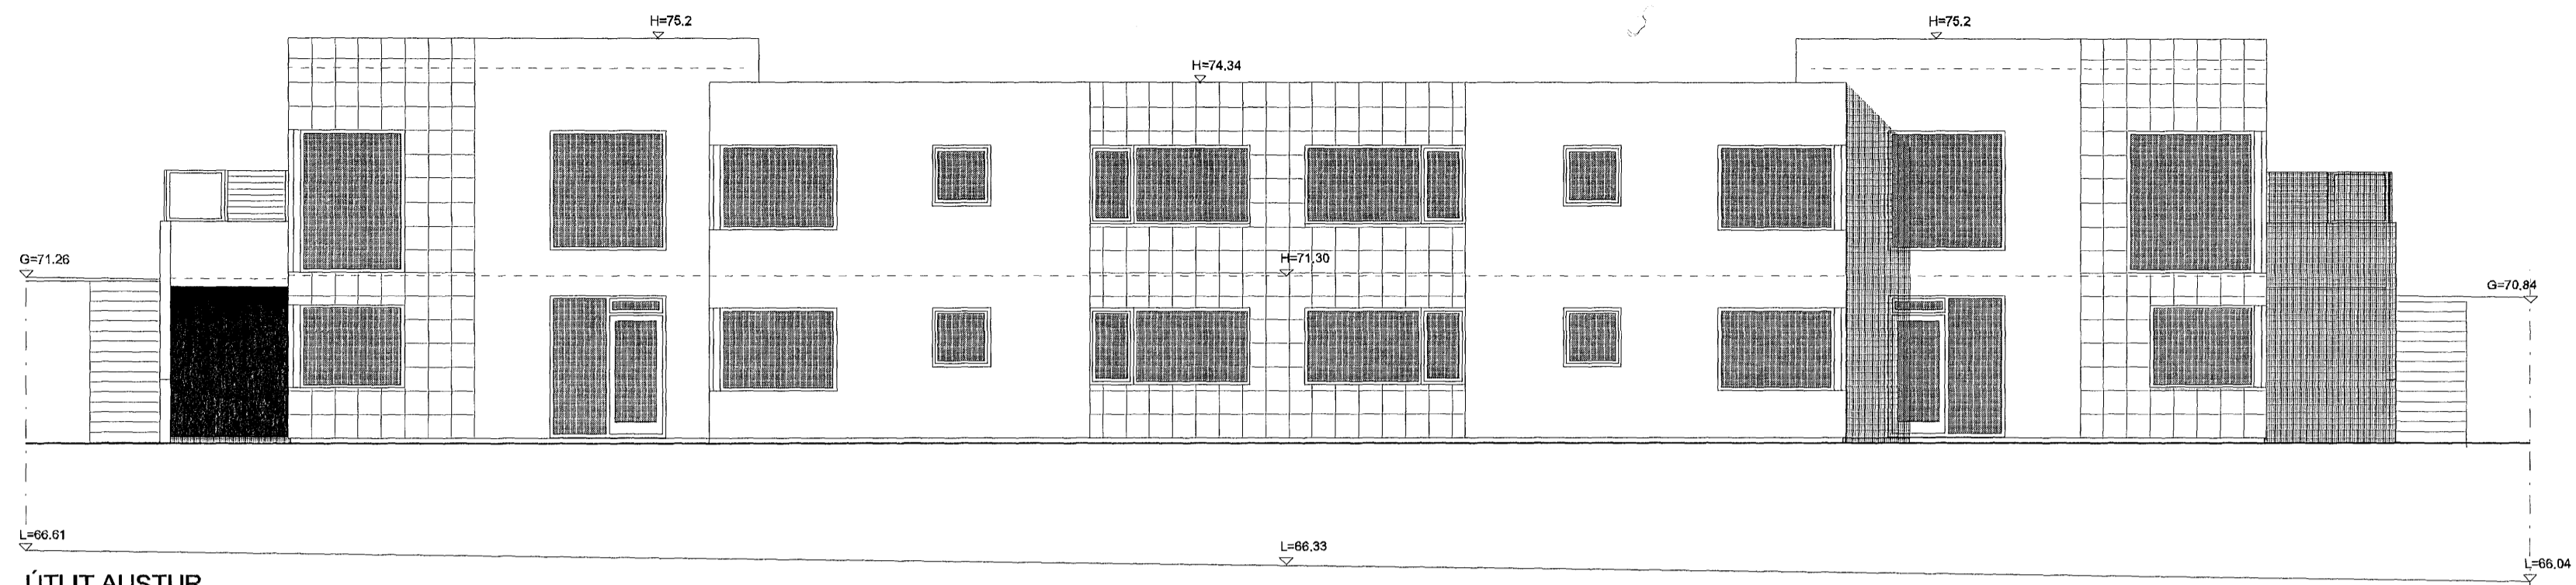 H=75.2
H=75.2
H=74.34
G=71.26
H=71.30
G=70.84
L=66.61
L=66.33
L=66.04
ÚTLIT AUSTUR